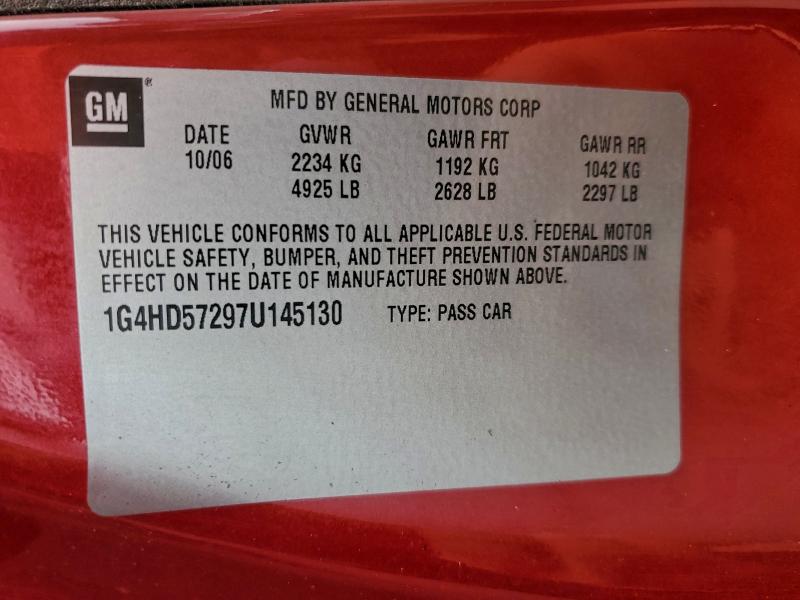 GM ®
MFD BY GENERAL MOTORS CORP
DATE GVWR GAWR FRT GAWR RR
10/06 2234 KG 1192 KG 1042 KG
4925 LB 2628 LB 2297 LB
THIS VEHICLE CONFORMS TO ALL APPLICABLE U.S. FEDERAL MOTOR
VEHICLE SAFETY, BUMPER, AND THEFT PREVENTION STANDARDS IN
EFFECT ON THE DATE OF MANUFACTURE SHOWN ABOVE.
1G4HD57297U145130 TYPE: PASS CAR